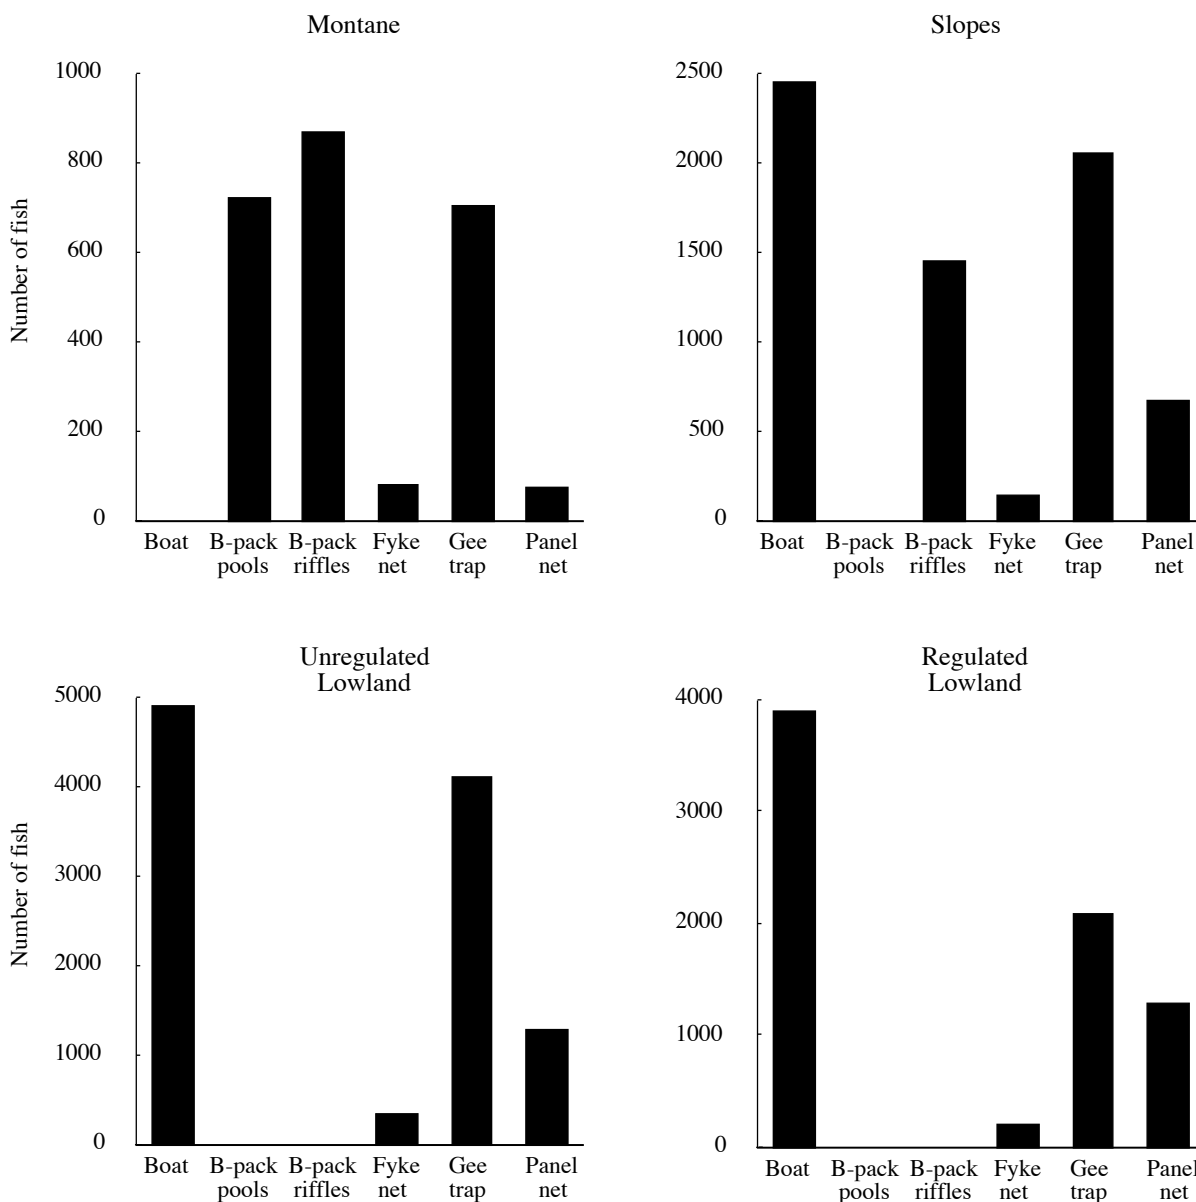 Montane
Number of fish
1000
800
600
400
200
0
Boat B-pack pools B-pack riffles Fyke net Gee trap Panel net
Slopes
2500
2000
1500
1000
500
0
Boat B-pack pools B-pack riffles Fyke net Gee trap Panel net
Unregulated
Lowland
Number of fish
5000
4000
3000
2000
1000
0
Boat B-pack pools B-pack riffles Fyke net Gee trap Panel net
Regulated
Lowland
4000
3000
2000
1000
0
Boat B-pack pools B-pack riffles Fyke net Gee trap Panel net